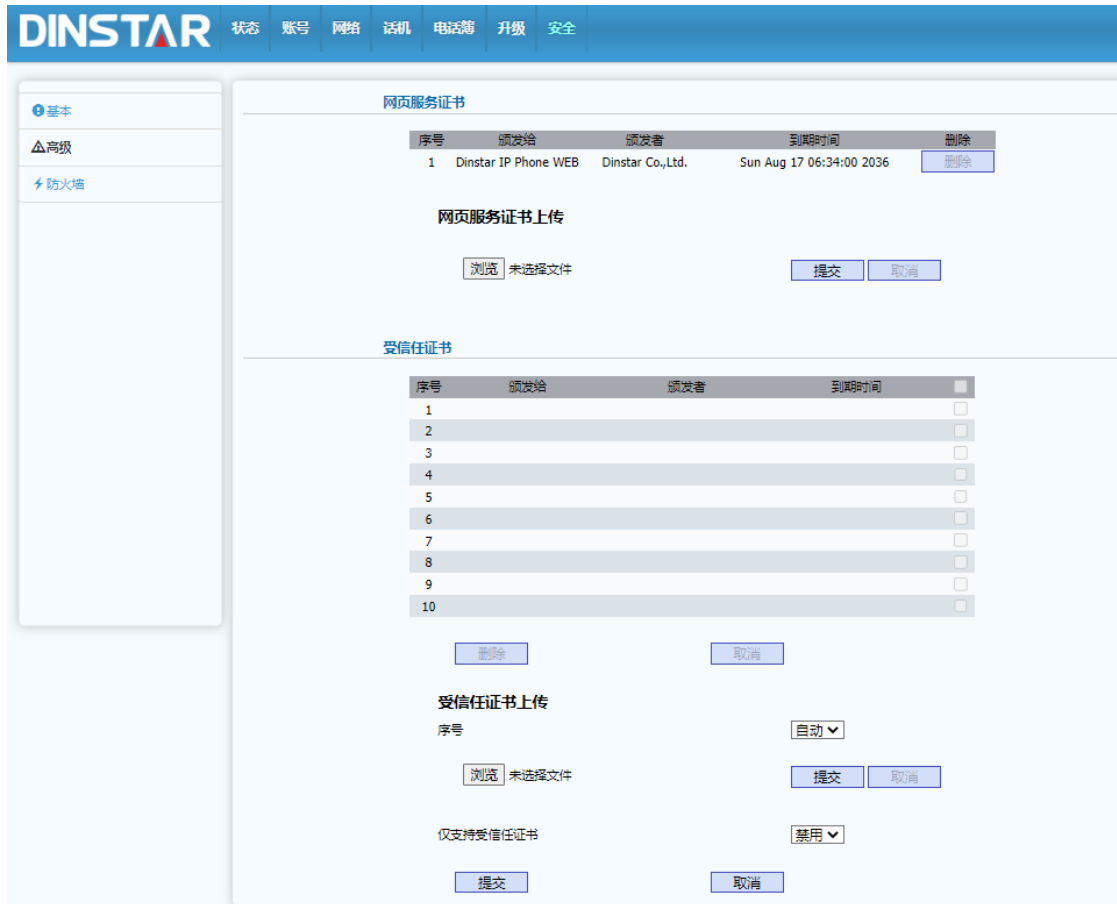 DINSTAR 状态 账号 网络 话机 电话簿 升级 安全
基本
高级
防火墙
网页服务证书
序号 颁发给 颁发者 到期时间 删除
1 Dinstar IP Phone WEB Dinstar Co.,Ltd. Sun Aug 17 06:34:00 2036 删除
网页服务证书上传
浏览 未选择文件 提交 取消
受信任证书
序号 颁发给 颁发者 到期时间
1
2
3
4
5
6
7
8
9
10
删除 取消
受信任证书上传
序号 自动
浏览 未选择文件 提交 取消
仅支持受信任证书 禁用
提交 取消